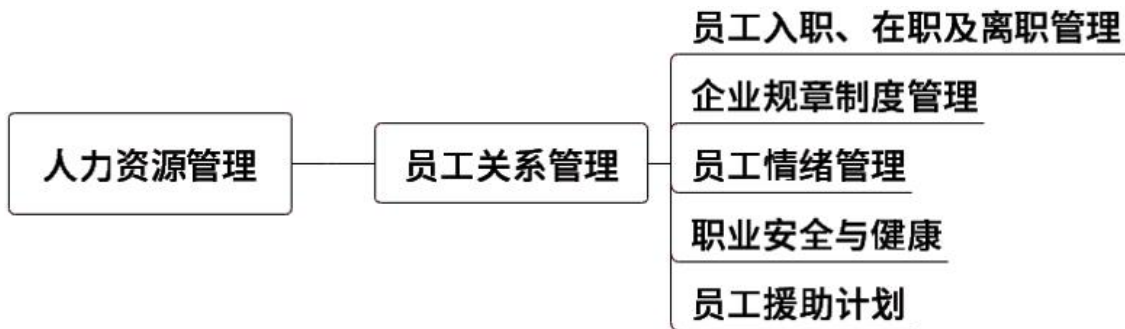 员工入职、在职及离职管理
企业规章制度管理
人力资源管理
员工关系管理
员工情绪管理
职业安全与健康
员工援助计划